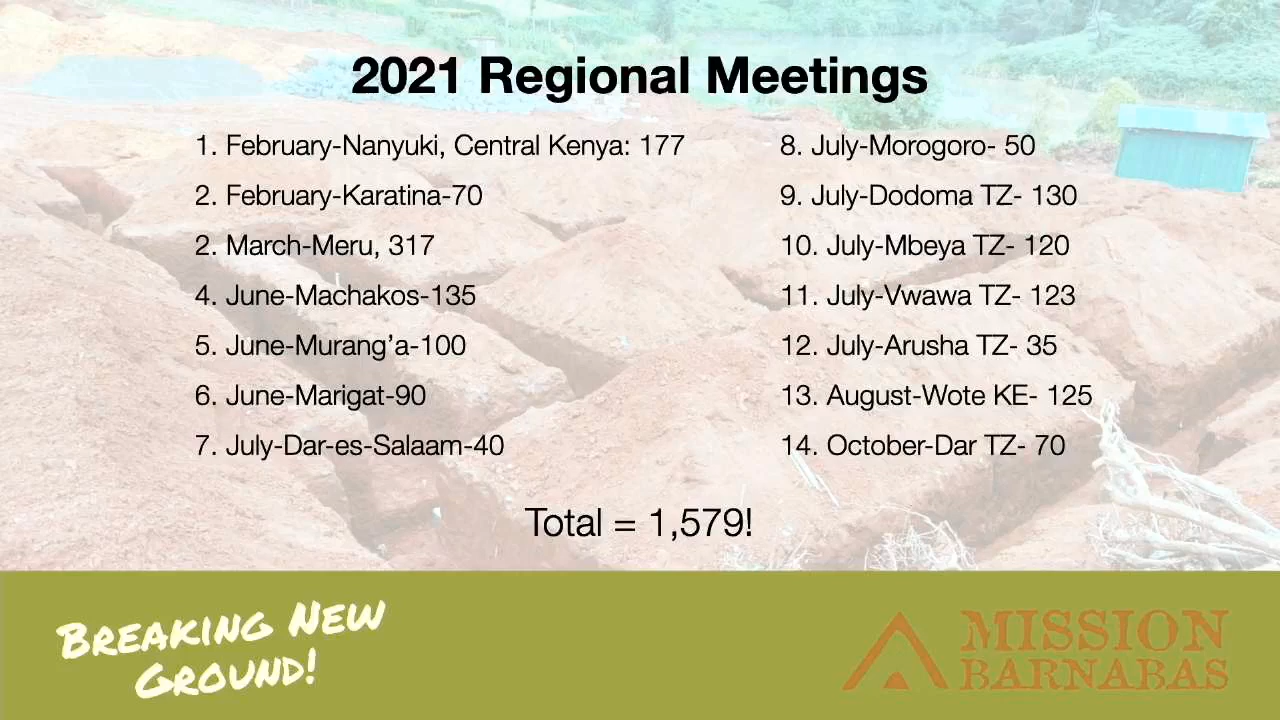 2021 Regional Meetings
1. February-Nanyuki, Central Kenya: 177
2. February-Karatina-70
2. March-Meru, 317
4. June-Machakos-135
5. June-Murang’a-100
6. June-Marigat-90
7. July-Dar-es-Salaam-40
8. July-Morogoro- 50
9. July-Dodoma TZ- 130
10. July-Mbeya TZ- 120
11. July-Vwawa TZ- 123
12. July-Arusha TZ- 35
13. August-Wote KE- 125
14. October-Dar TZ- 70
Total = 1,579!
Breaking New
Ground!
MISSION
BARNABAS